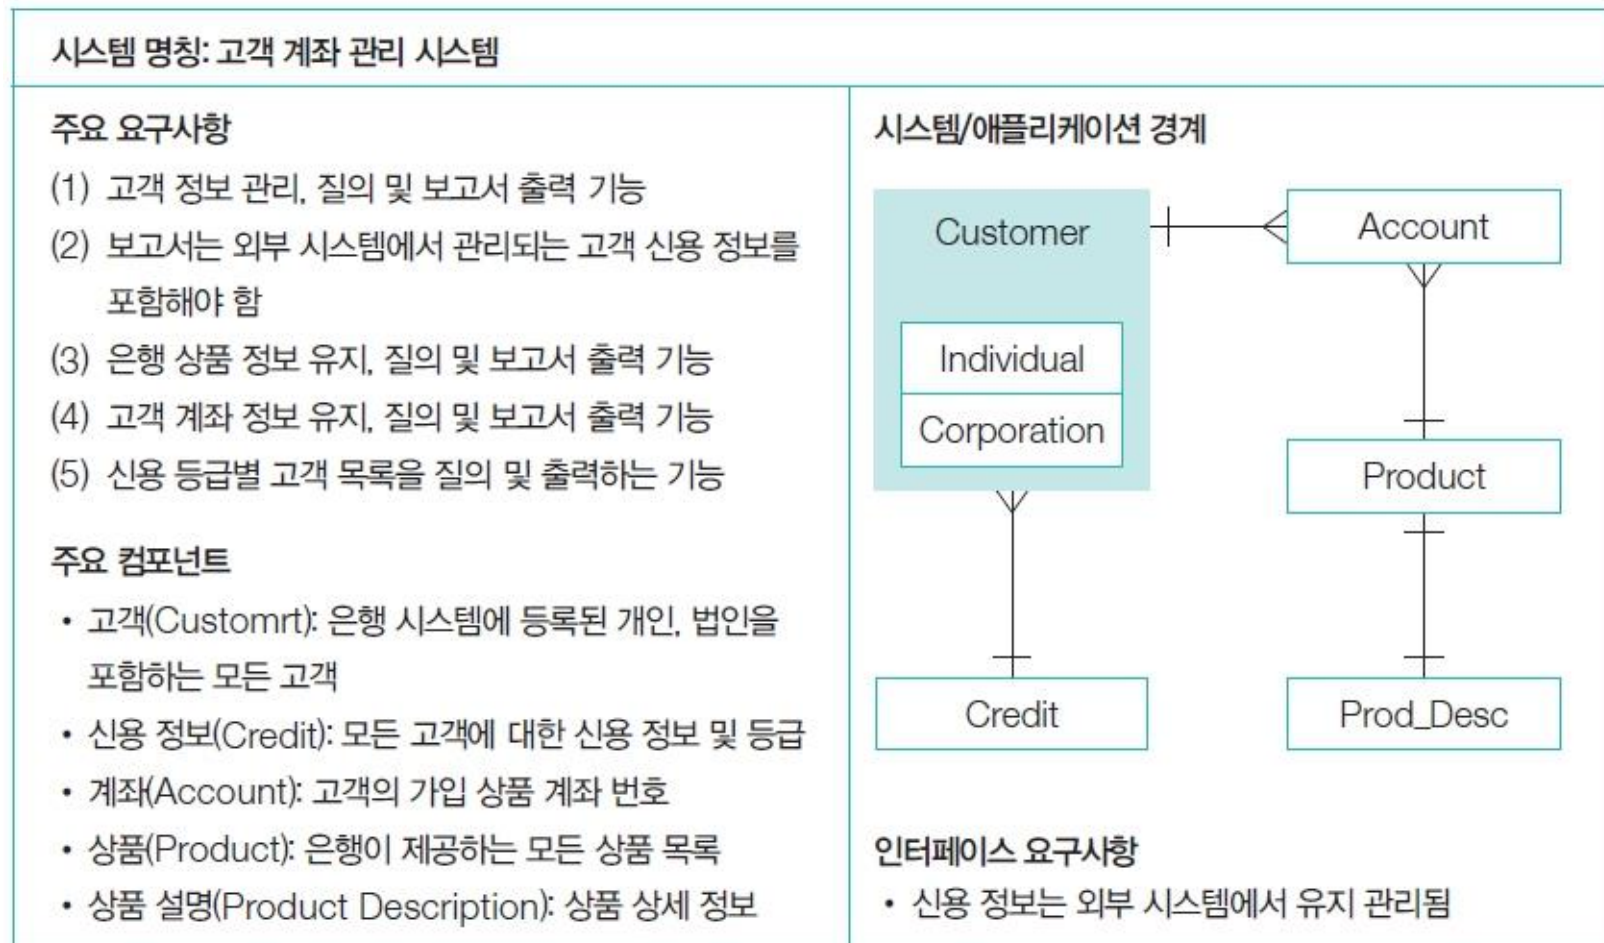 시스템 명칭: 고객 계좌 관리 시스템
주요 요구사항
(1) 고객 정보 관리, 질의 및 보고서 출력 기능
(2) 보고서는 외부 시스템에서 관리되는 고객 신용 정보를
포함해야 함
(3) 은행 상품 정보 유지, 질의 및 보고서 출력 기능
(4) 고객 계좌 정보 유지, 질의 및 보고서 출력 기능
(5) 신용 등급별 고객 목록을 질의 및 출력하는 기능
주요 컴포넌트
• 고객(Customrt): 은행 시스템에 등록된 개인, 법인을
포함하는 모든 고객
• 신용 정보(Credit): 모든 고객에 대한 신용 정보 및 등급
• 계좌(Account): 고객의 가입 상품 계좌 번호
• 상품(Product): 은행이 제공하는 모든 상품 목록
• 상품 설명(Product Description): 상품 상세 정보
시스템/애플리케이션 경계
Customer
Account
Individual
Corporation
Product
Credit
Prod_Desc
인터페이스 요구사항
• 신용 정보는 외부 시스템에서 유지 관리됨